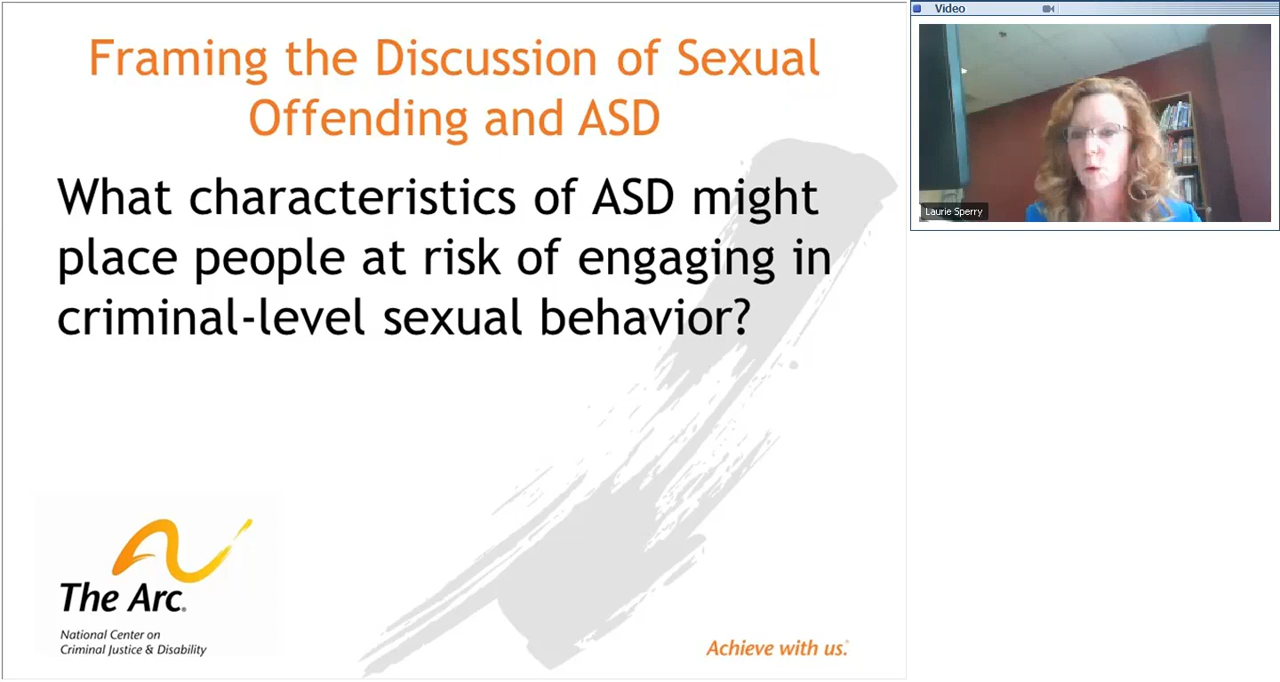 Framing the Discussion of Sexual
Offending and ASD
What characteristics of ASD might
place people at risk of engaging in
criminal-level sexual behavior?
The Arc®
National Center on
Criminal Justice & Disability
Achieve with us.
Video
Laurie Sperry